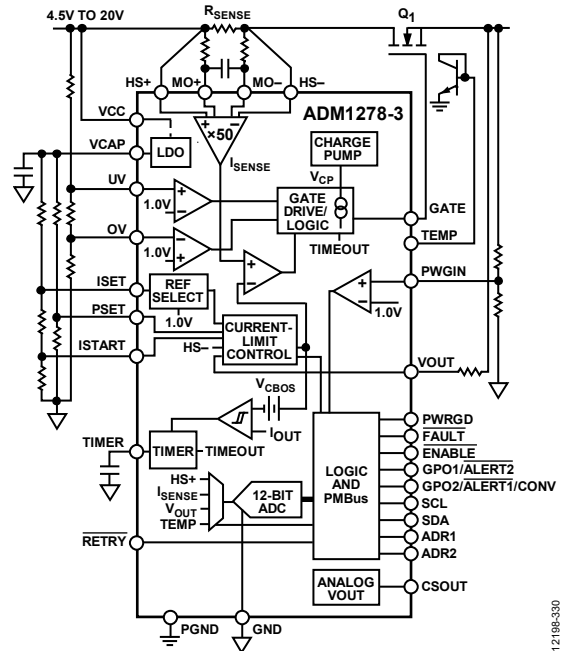 4.5V TO 20V
RSENSE
Q1
HS+
MO+
MO–
HS–
ADM1278-3
VCC
VCAP
LDO
+ –
×50
ISENSE
CHARGE
PUMP
VCP
UV
+
–
1.0V
GATE
DRIVE/
LOGIC
GATE
TIMEOUT
TEMP
OV
–
+
1.0V
+
–
ISET
REF
SELECT
1.0V
PWGIN
+
–
1.0V
PSET
CURRENT-
LIMIT
CONTROL
HS–
ISTART
VOUT
VCBOS
IOUT
TIMER
TIMER
TIMEOUT
PWRGD
FAULT
ENABLE
GPO1/ALERT2
GPO2/ALERT1/CONV
SCL
SDA
ADR1
ADR2
LOGIC
AND
PMBus
HS+
ISENSE
VOUT
TEMP
12-BIT
ADC
RETRY
ANALOG
VOUT
CSOUT
PGND
GND
12198-330